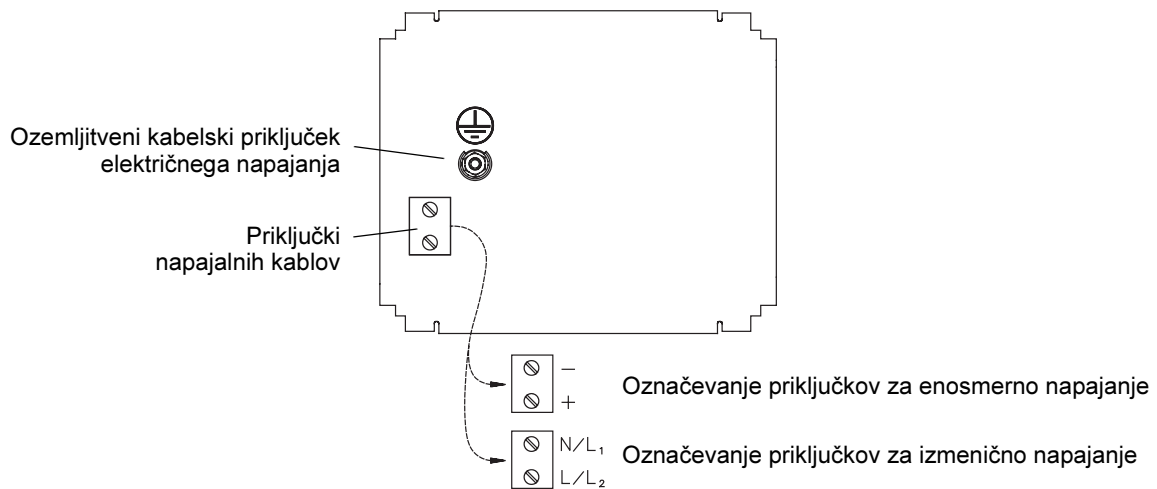 Ozemljitveni kabelski priključek
električnega napajanja
Priključki
napajalnih kablov
−
+
Označevanje priključkov za enosmerno napajanje
N/L₁
L/L₂
Označevanje priključkov za izmenično napajanje